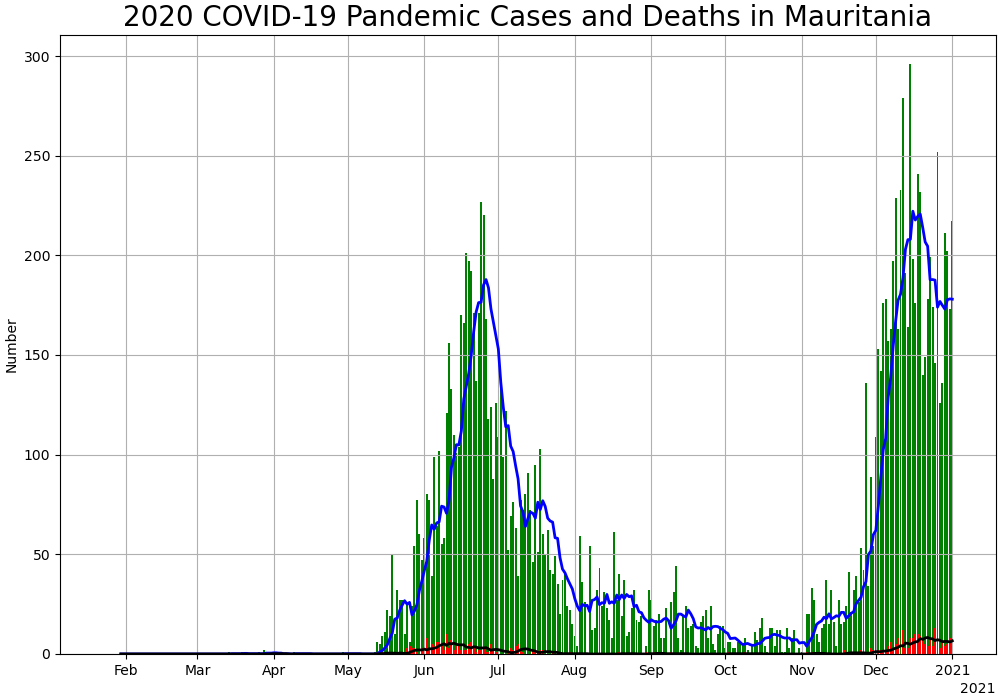 2020 COVID-19 Pandemic Cases and Deaths in Mauritania
300
250
200
150
100
50
0
Number
Feb Mar Apr May Jun Jul Aug Sep Oct Nov Dec 2021
2021